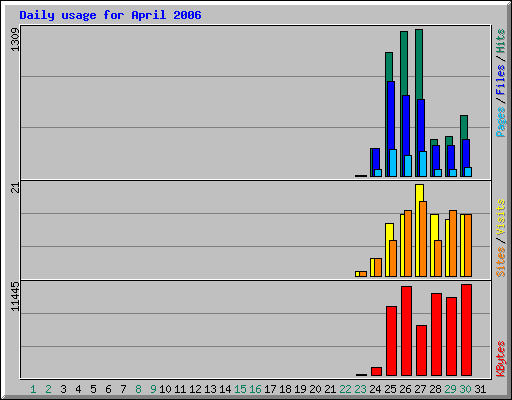 Daily usage for April 2006
1309
Pages / Files / Hits
21
Sites / Visits
11445
KBytes
1 2 3 4 5 6 7 8 9 10 11 12 13 14 15 16 17 18 19 20 21 22 23 24 25 26 27 28 29 30 31